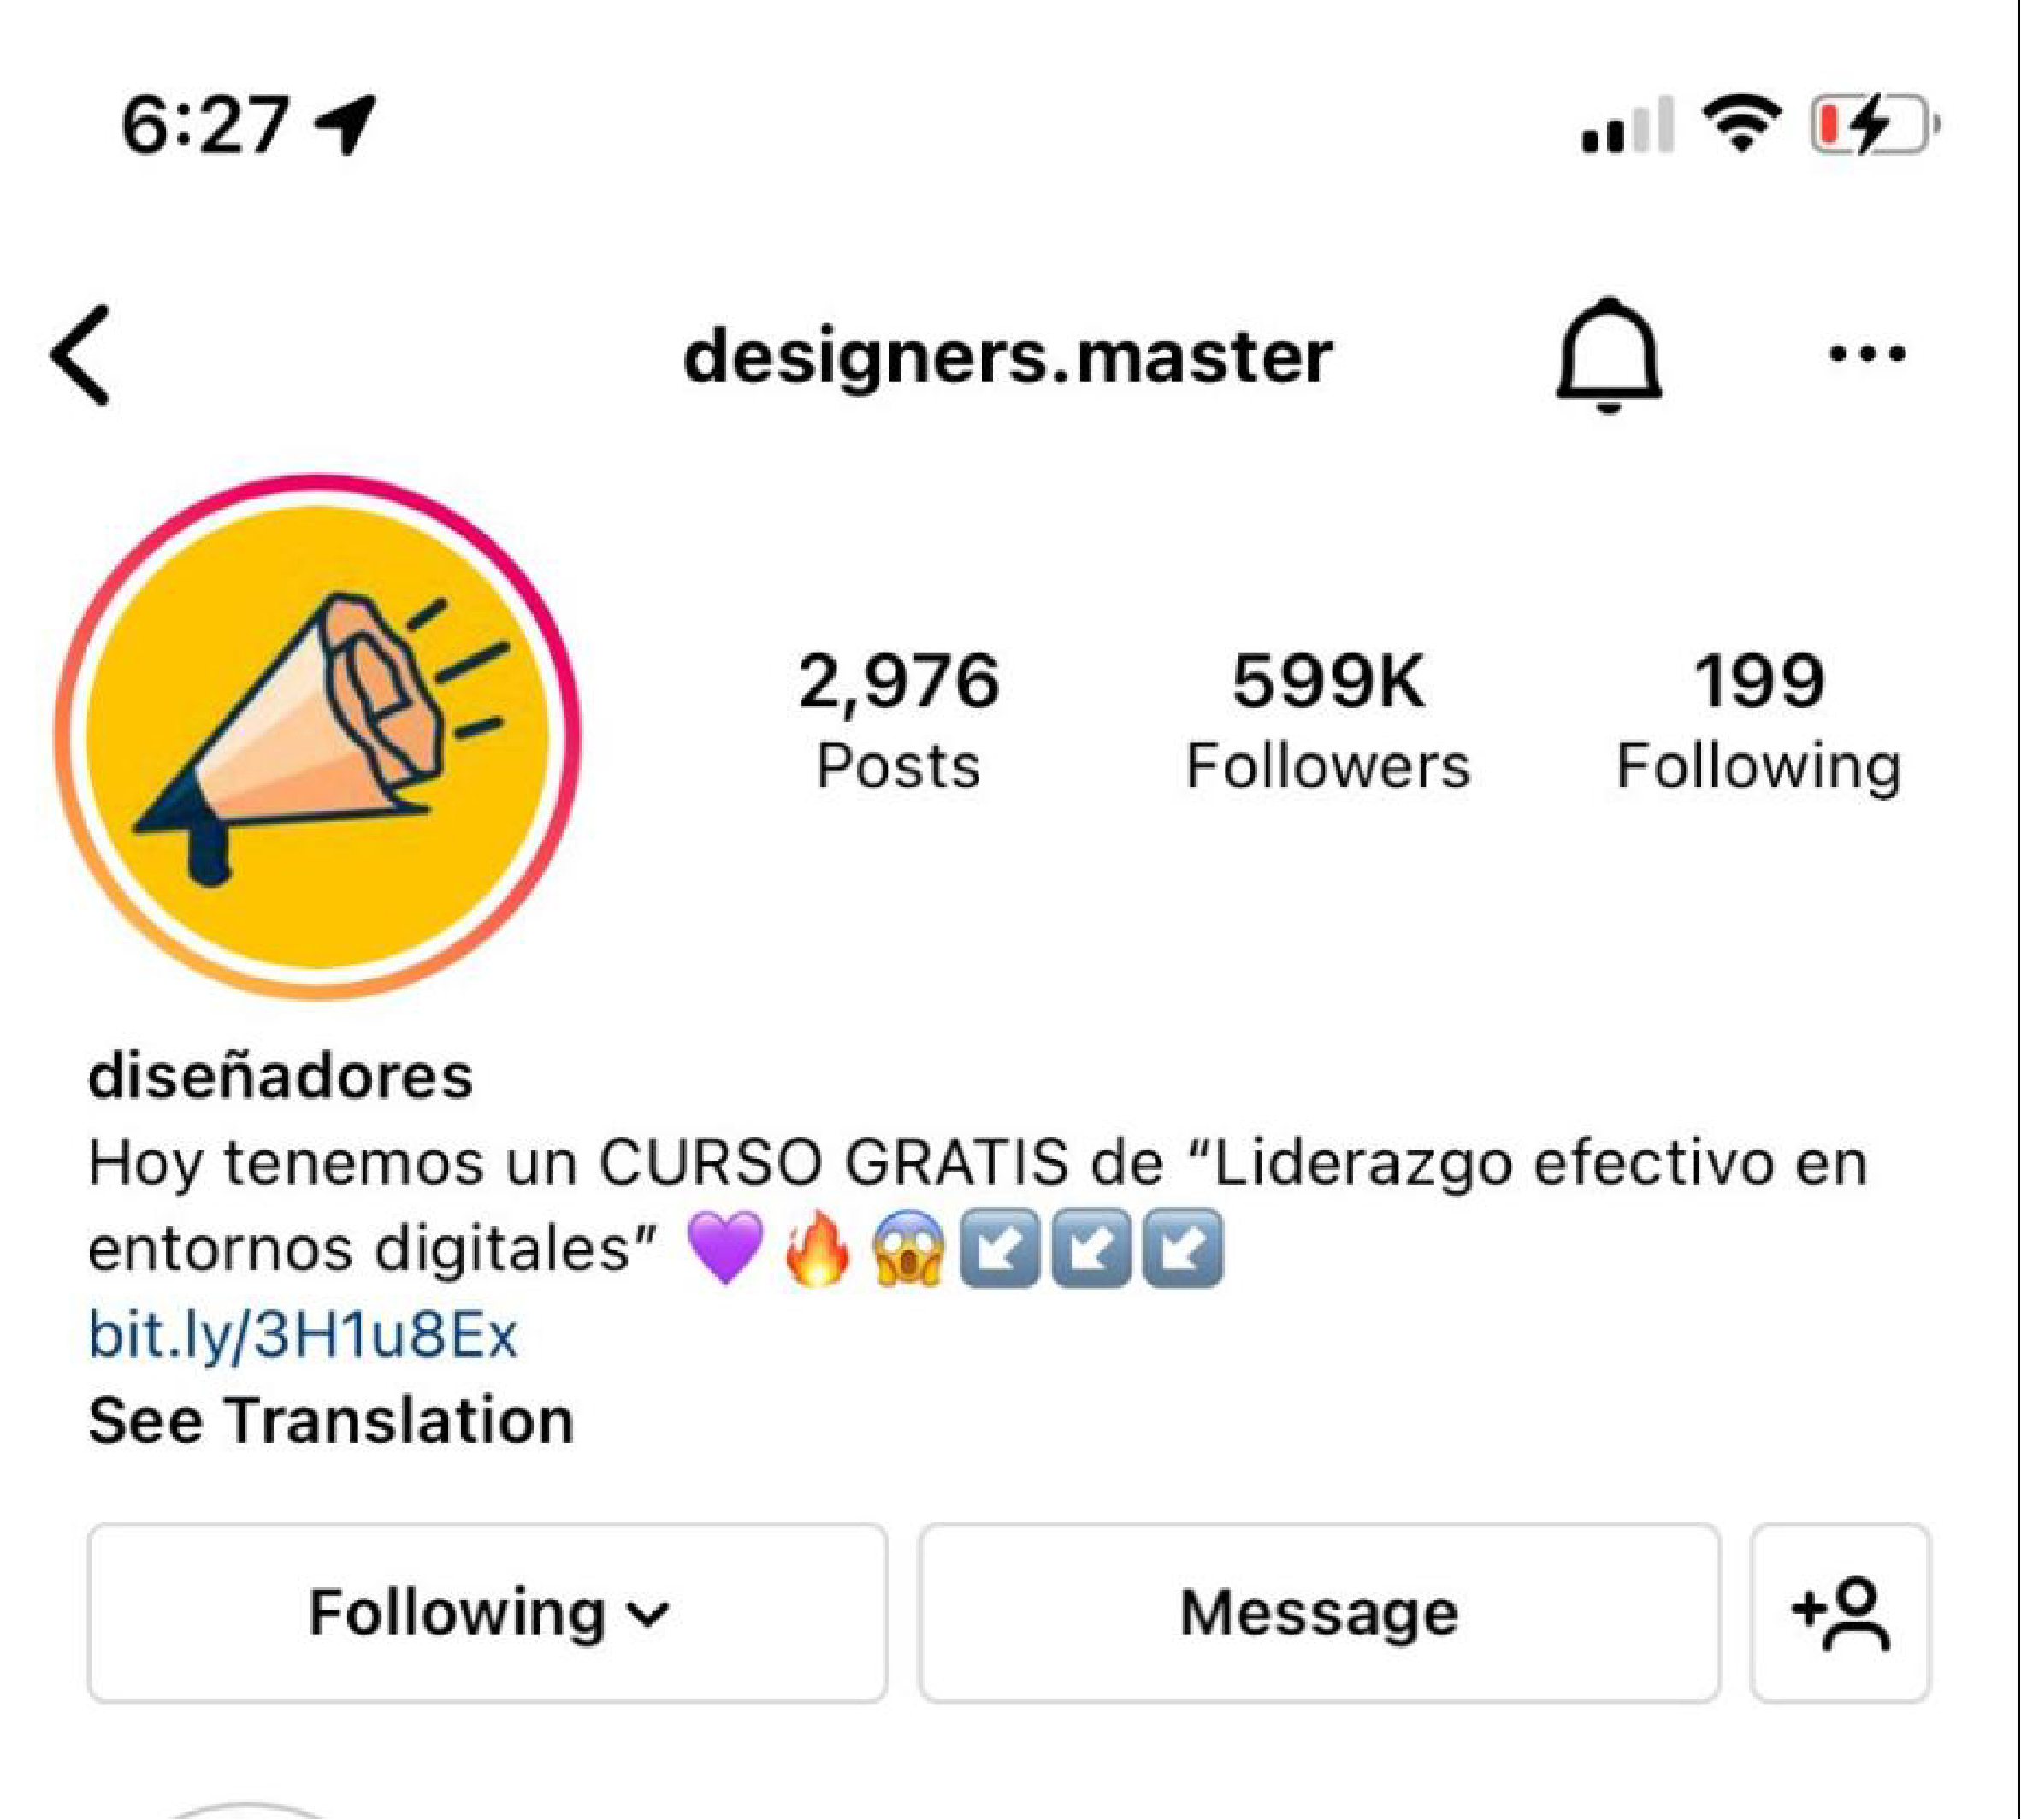 6:27
designers.master
2,976
Posts
599K
Followers
199
Following
diseñadores
Hoy tenemos un CURSO GRATIS de “Liderazgo efectivo en
entornos digitales” 💜🔥😱↙️↙️↙️
bit.ly/3H1u8Ex
See Translation
Following
Message